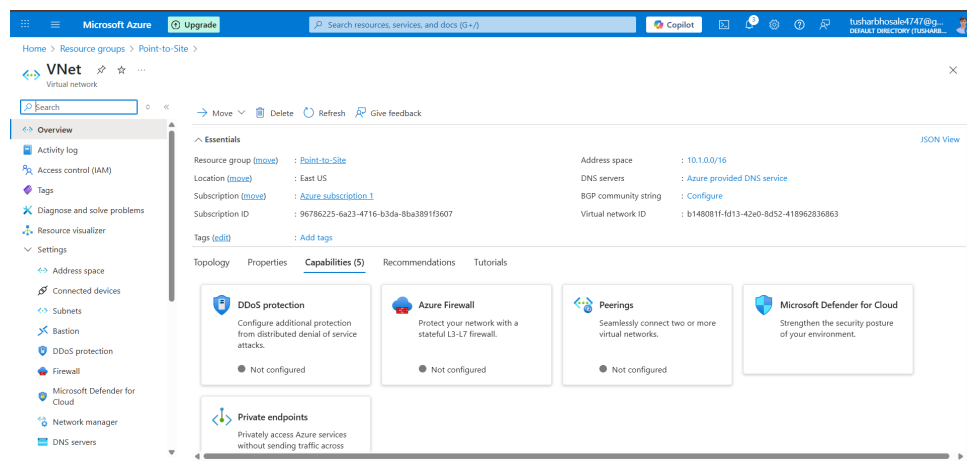 Microsoft Azure
Upgrade
Search resources, services, and docs (G+/)
Copilot
3
tusharbhosale4747@g...
DEFAULT DIRECTORY (TUSHARB...
Home > Resource groups > Point-to-Site >
VNet
Virtual network
Search
Overview
Activity log
Access control (IAM)
Tags
Diagnose and solve problems
Resource visualizer
Settings
Address space
Connected devices
Subnets
Bastion
DDoS protection
Firewall
Microsoft Defender for
Cloud
Network manager
DNS servers
Move
Delete
Refresh
Give feedback
Essentials
JSON View
Resource group (move) : Point-to-Site
Location (move) : East US
Subscription (move) : Azure subscription 1
Subscription ID : 96786225-6a23-4716-b3da-8ba3891f3607
Address space : 10.1.0.0/16
DNS servers : Azure provided DNS service
BGP community string : Configure
Virtual network ID : b148081f-fd13-42e0-8d52-418962836863
Tags (edit) : Add tags
Topology
Properties
Capabilities (5)
Recommendations
Tutorials
DDoS protection
Configure additional protection
from distributed denial of service
attacks.
Not configured
Azure Firewall
Protect your network with a
stateful L3-L7 firewall.
Not configured
Peerings
Seamlessly connect two or more
virtual networks.
Not configured
Microsoft Defender for Cloud
Strengthen the security posture
of your environment.
Private endpoints
Privately access Azure services
without sending traffic across